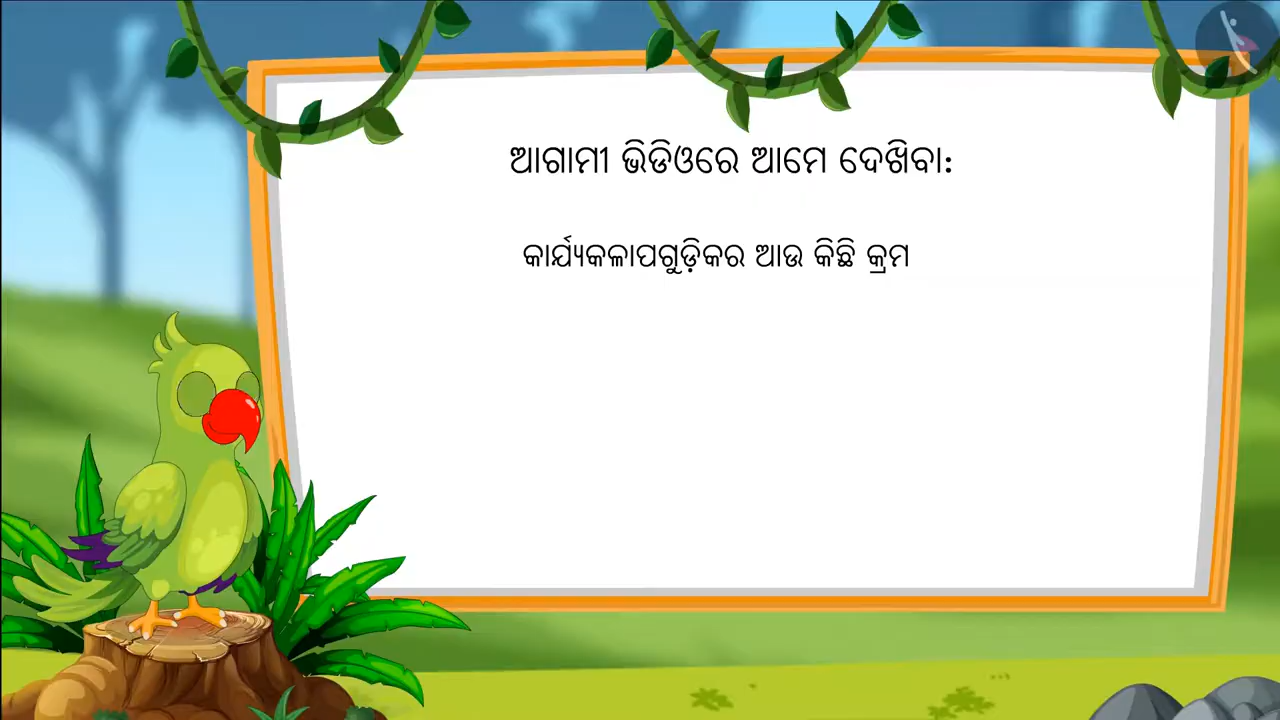 ଆଗାମୀ ଭିଡିଓରେ ଆମେ ଦେଖିବା:
କାର୍ଯ୍ୟକଳାପଗୁଡ଼ିକର ଆଉ କିଛି କ୍ରମ